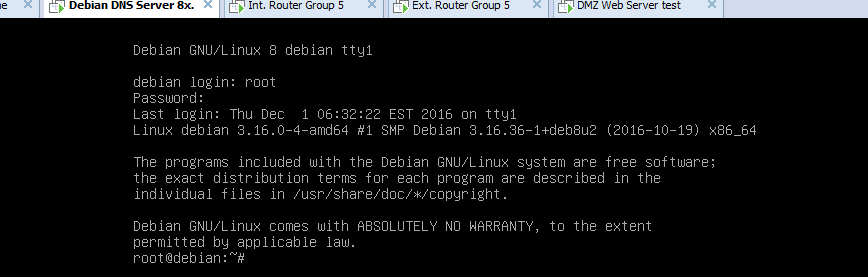 e Debian DNS Server 8x. Int. Router Group 5 Ext. Router Group 5 DMZ Web Server test
Debian GNU/Linux 8 debian tty1
debian login: root
Password:
Last login: Thu Dec  1 06:32:22 EST 2016 on tty1
Linux debian 3.16.0-4-amd64 #1 SMP Debian 3.16.36-1+deb8u2 (2016-10-19) x86_64
The programs included with the Debian GNU/Linux system are free software;
the exact distribution terms for each program are described in the
individual files in /usr/share/doc/*/copyright.
Debian GNU/Linux comes with ABSOLUTELY NO WARRANTY, to the extent
permitted by applicable law.
root@debian:~#